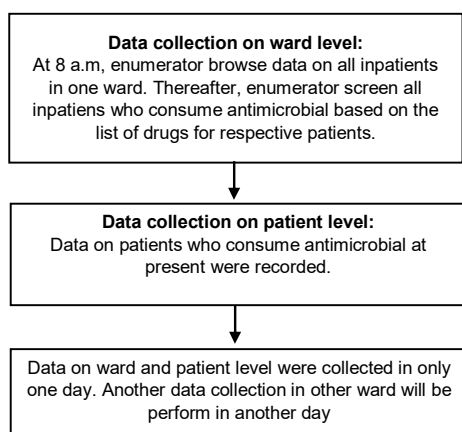 Data collection on ward level:
At 8 a.m, enumerator browse data on all inpatients
in one ward. Thereafter, enumerator screen all
inpatiens who consume antimicrobial based on the
list of drugs for respective patients.
Data collection on patient level:
Data on patients who consume antimicrobial at
present were recorded.
Data on ward and patient level were collected in only
one day. Another data collection in other ward will be
perform in another day